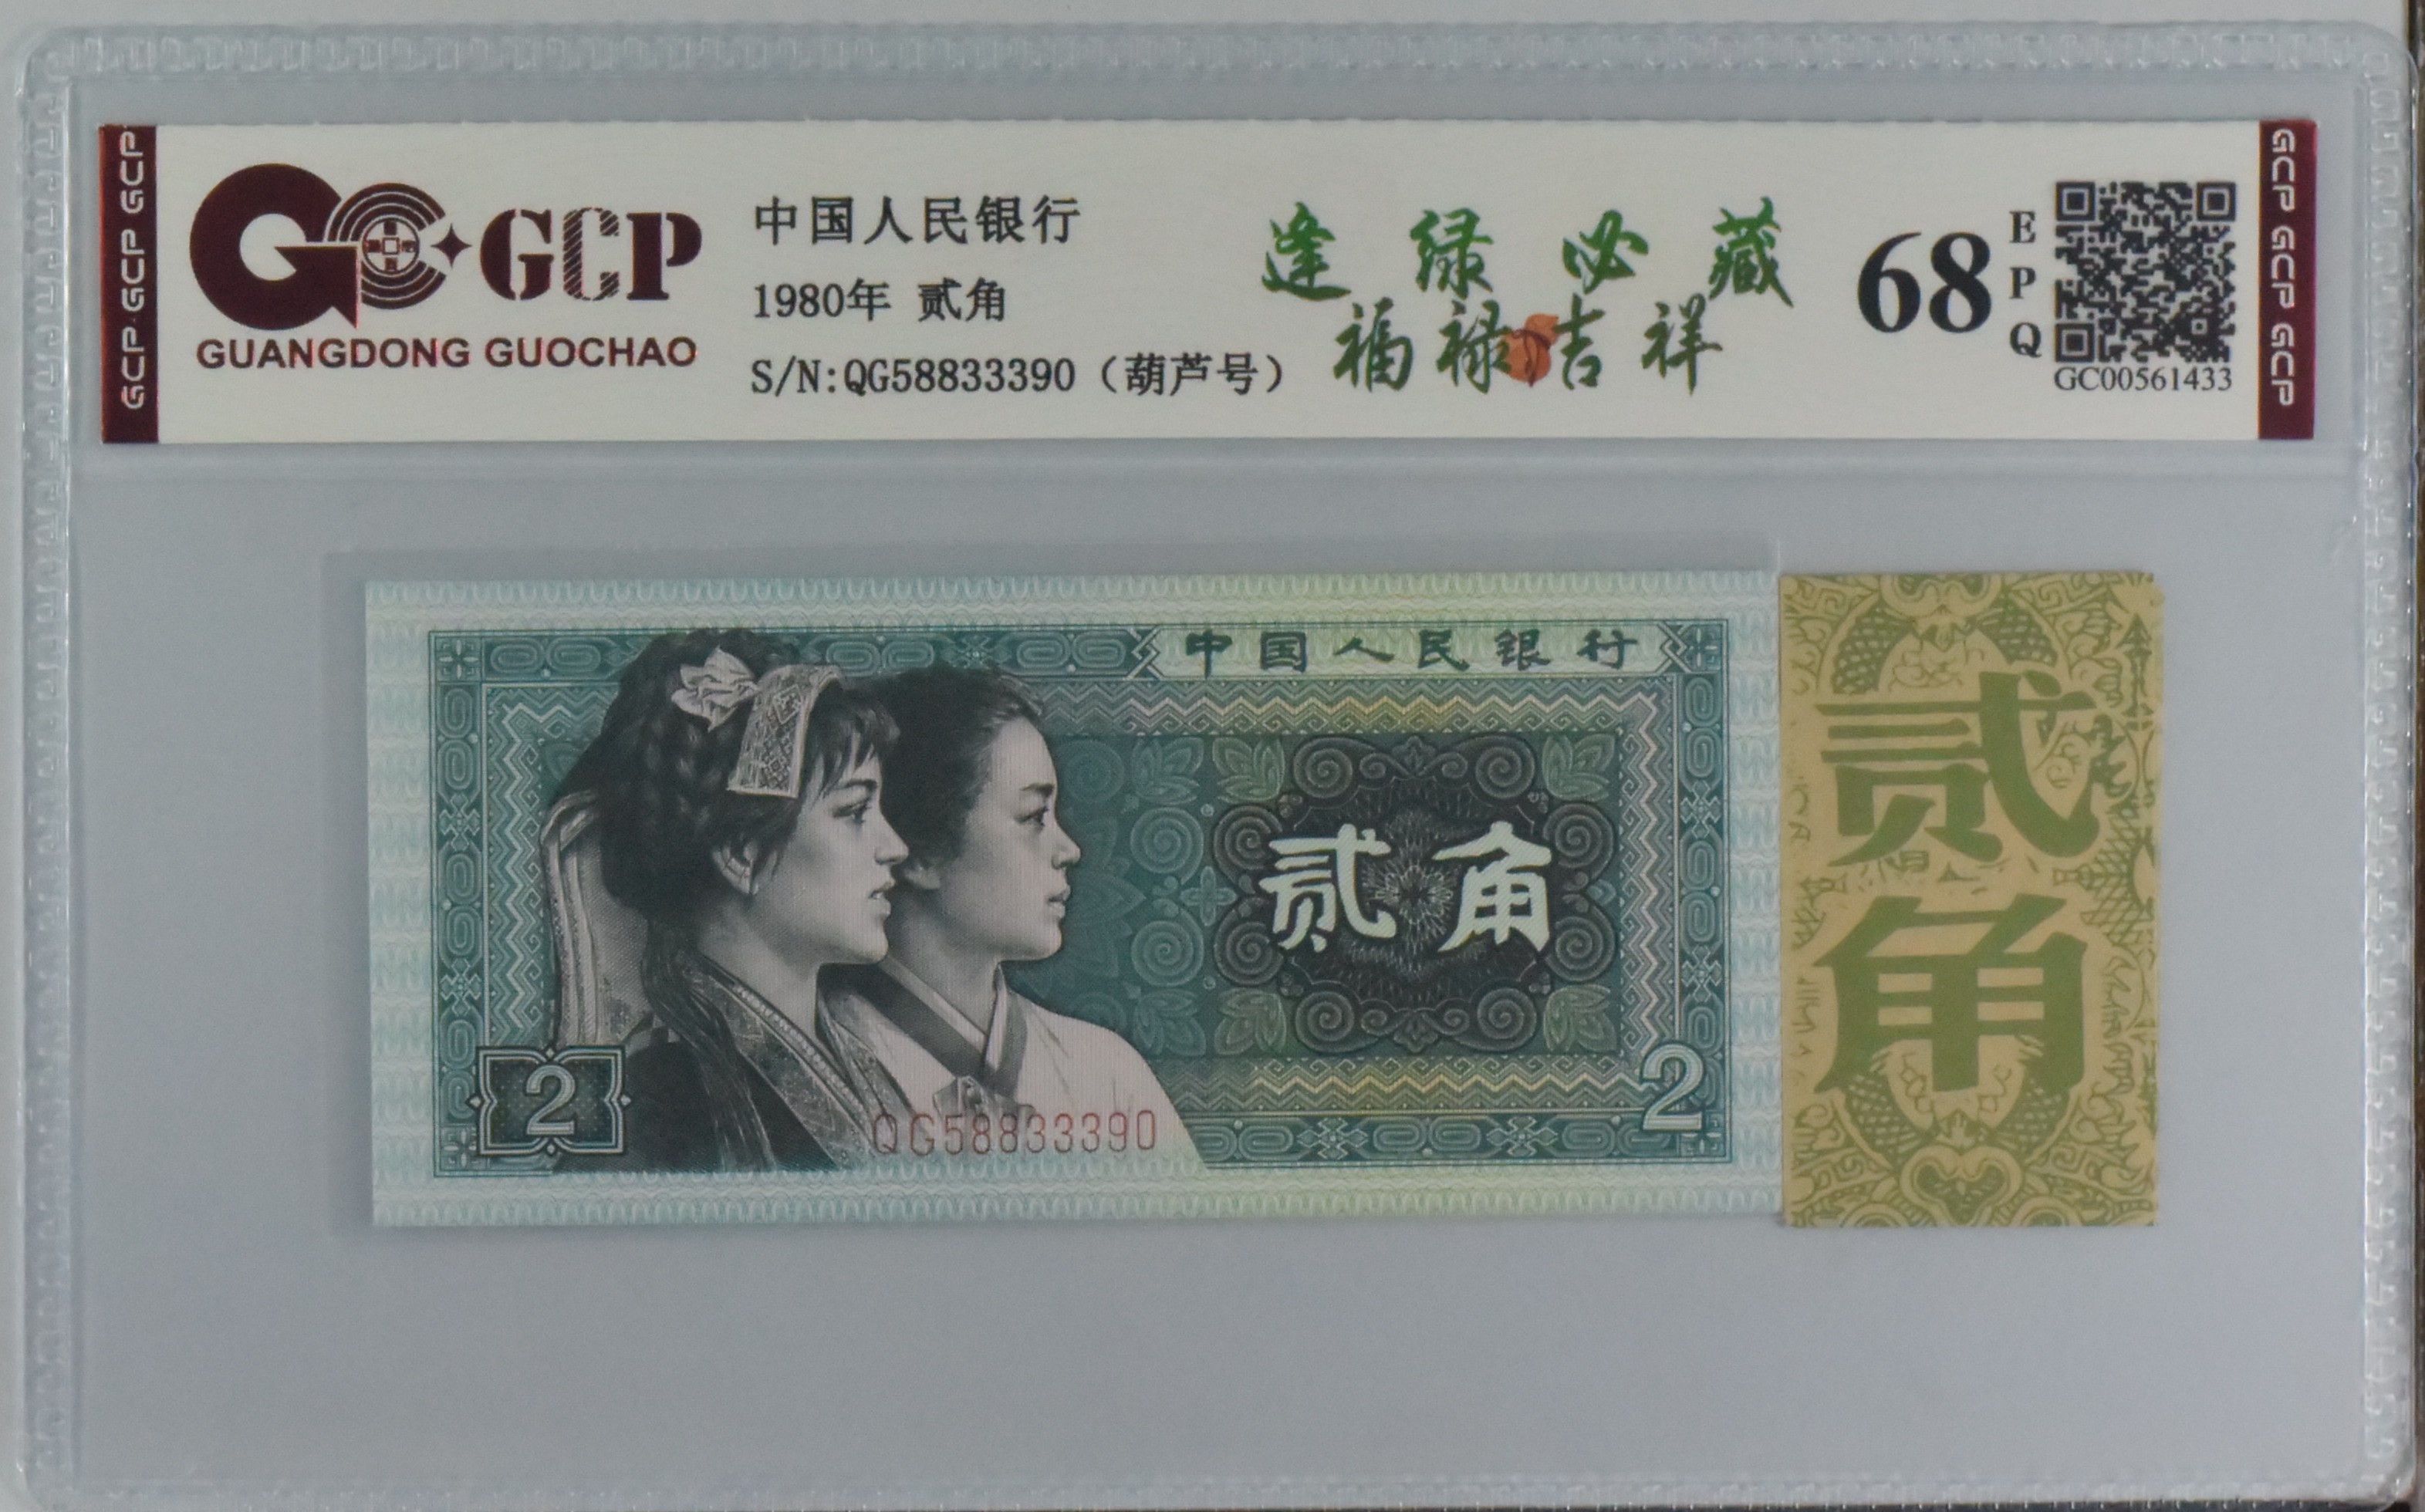 GCP GCP GCP
GCP
GUANGDONG GUOCHAO
中国人民银行
1980年 贰角
S/N:QG58833390（葫芦号）
逢绿必藏
福禄吉祥
68
EPQ
GC00561433
GCP GCP GCP
中国人民银行
贰角
2
QG58833390
2
贰
角